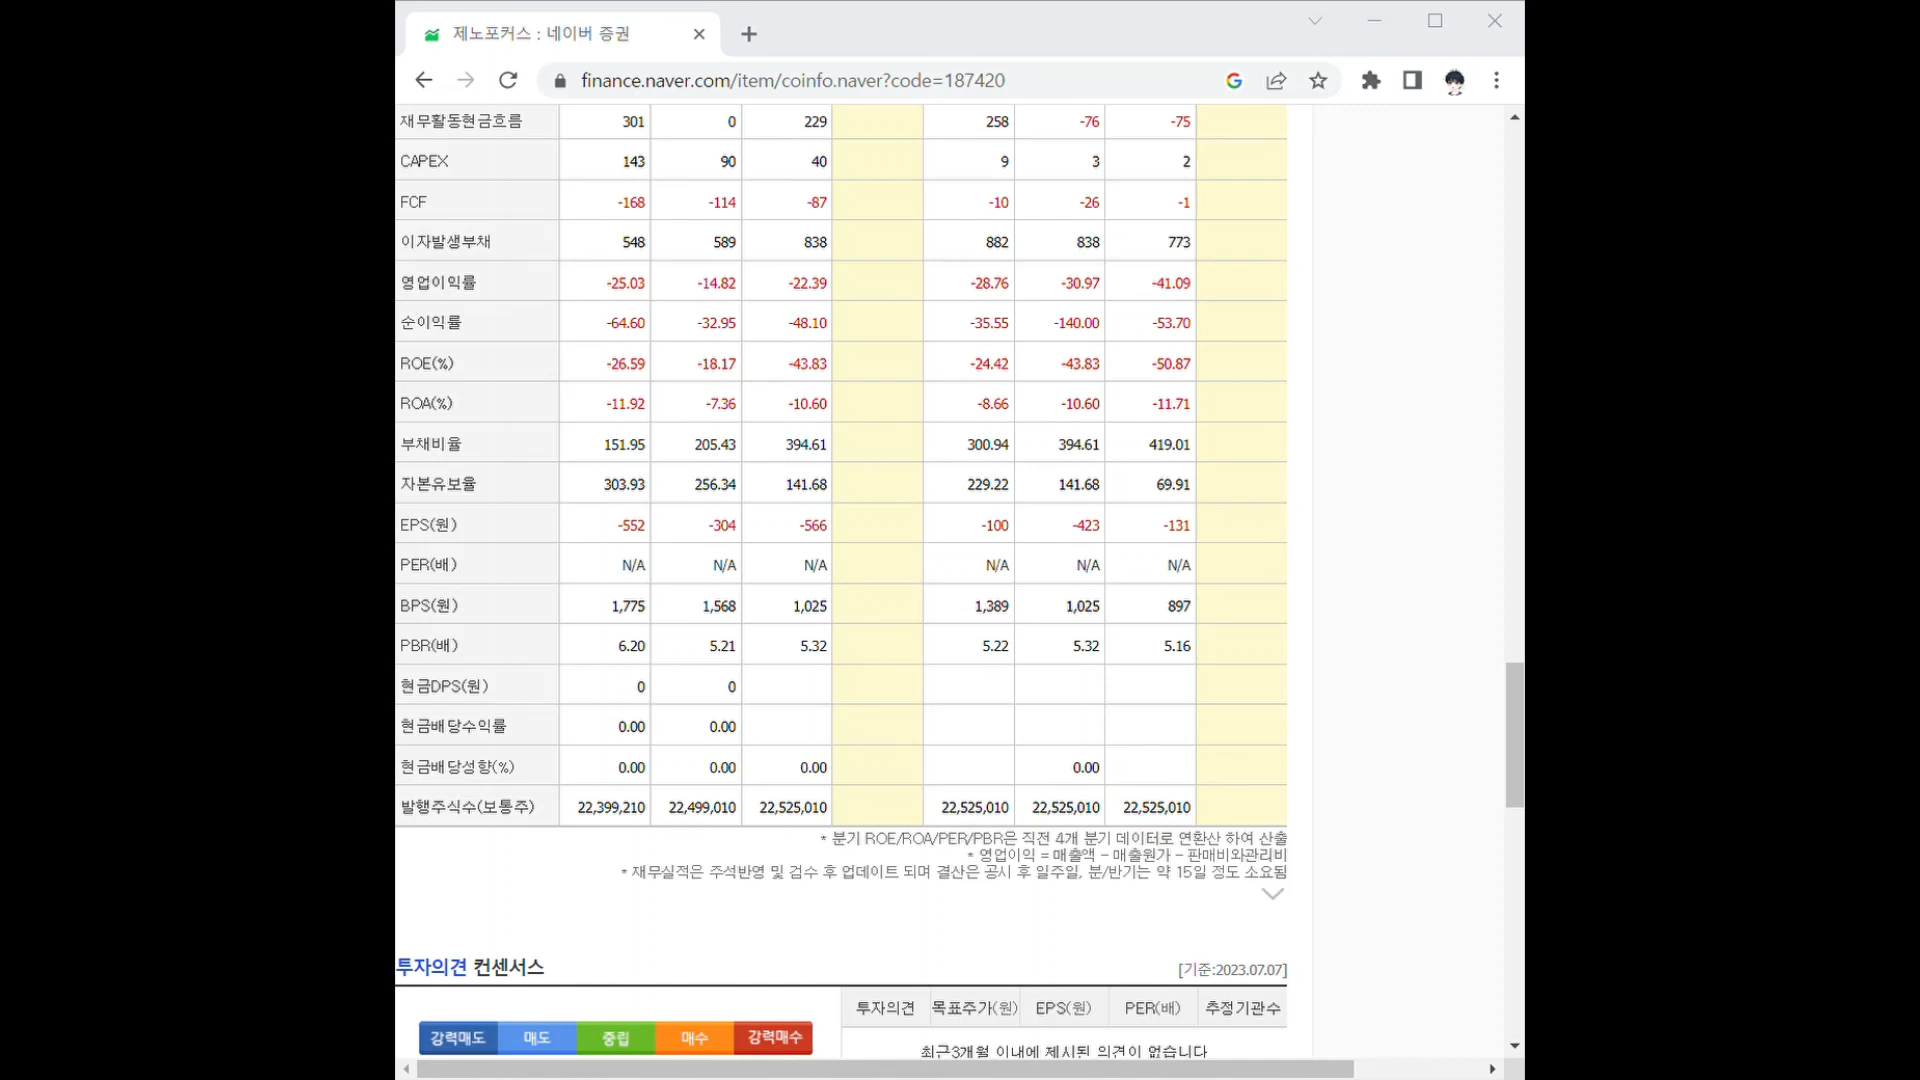 제노포커스 : 네이버 증권
finance.naver.com/item/coinfo.naver?code=187420
재무활동현금흐름 301 0 229 258 -76 -75
CAPEX 143 90 40 9 3 2
FCF -168 -114 -87 -10 -26 -1
이자발생부채 548 589 838 882 838 773
영업이익률 -25.03 -14.82 -22.39 -28.76 -30.97 -41.09
순이익률 -64.60 -32.95 -48.10 -35.55 -140.00 -53.70
ROE(%) -26.59 -18.17 -43.83 -24.42 -43.83 -50.87
ROA(%) -11.92 -7.36 -10.60 -8.66 -10.60 -11.71
부채비율 151.95 205.43 394.61 300.94 394.61 419.01
자본유보율 303.93 256.34 141.68 229.22 141.68 69.91
EPS(원) -552 -304 -566 -100 -423 -131
PER(배) N/A N/A N/A N/A N/A N/A
BPS(원) 1,775 1,568 1,025 1,389 1,025 897
PBR(배) 6.20 5.21 5.32 5.22 5.32 5.16
현금DPS(원) 0 0
현금배당수익률 0.00 0.00
현금배당성향(%) 0.00 0.00 0.00 0.00
발행주식수(보통주) 22,399,210 22,499,010 22,525,010 22,525,010 22,525,010 22,525,010
* 분기 ROE/ROA/PER/PBR은 직전 4개 분기 데이터로 연환산 하여 산출
* 영업이익 = 매출액 - 매출원가 - 판매비와관리비
* 재무실적은 주석반영 및 검수 후 업데이트 되며 결산은 공시 후 일주일, 분/반기는 약 15일 정도 소요됨
투자의견 컨센서스 [기준:2023.07.07]
투자의견 목표주가(원) EPS(원) PER(배) 추정기관수
강력매도 매도 중립 매수 강력매수
최근3개월 이내에 제시된 의견이 없습니다